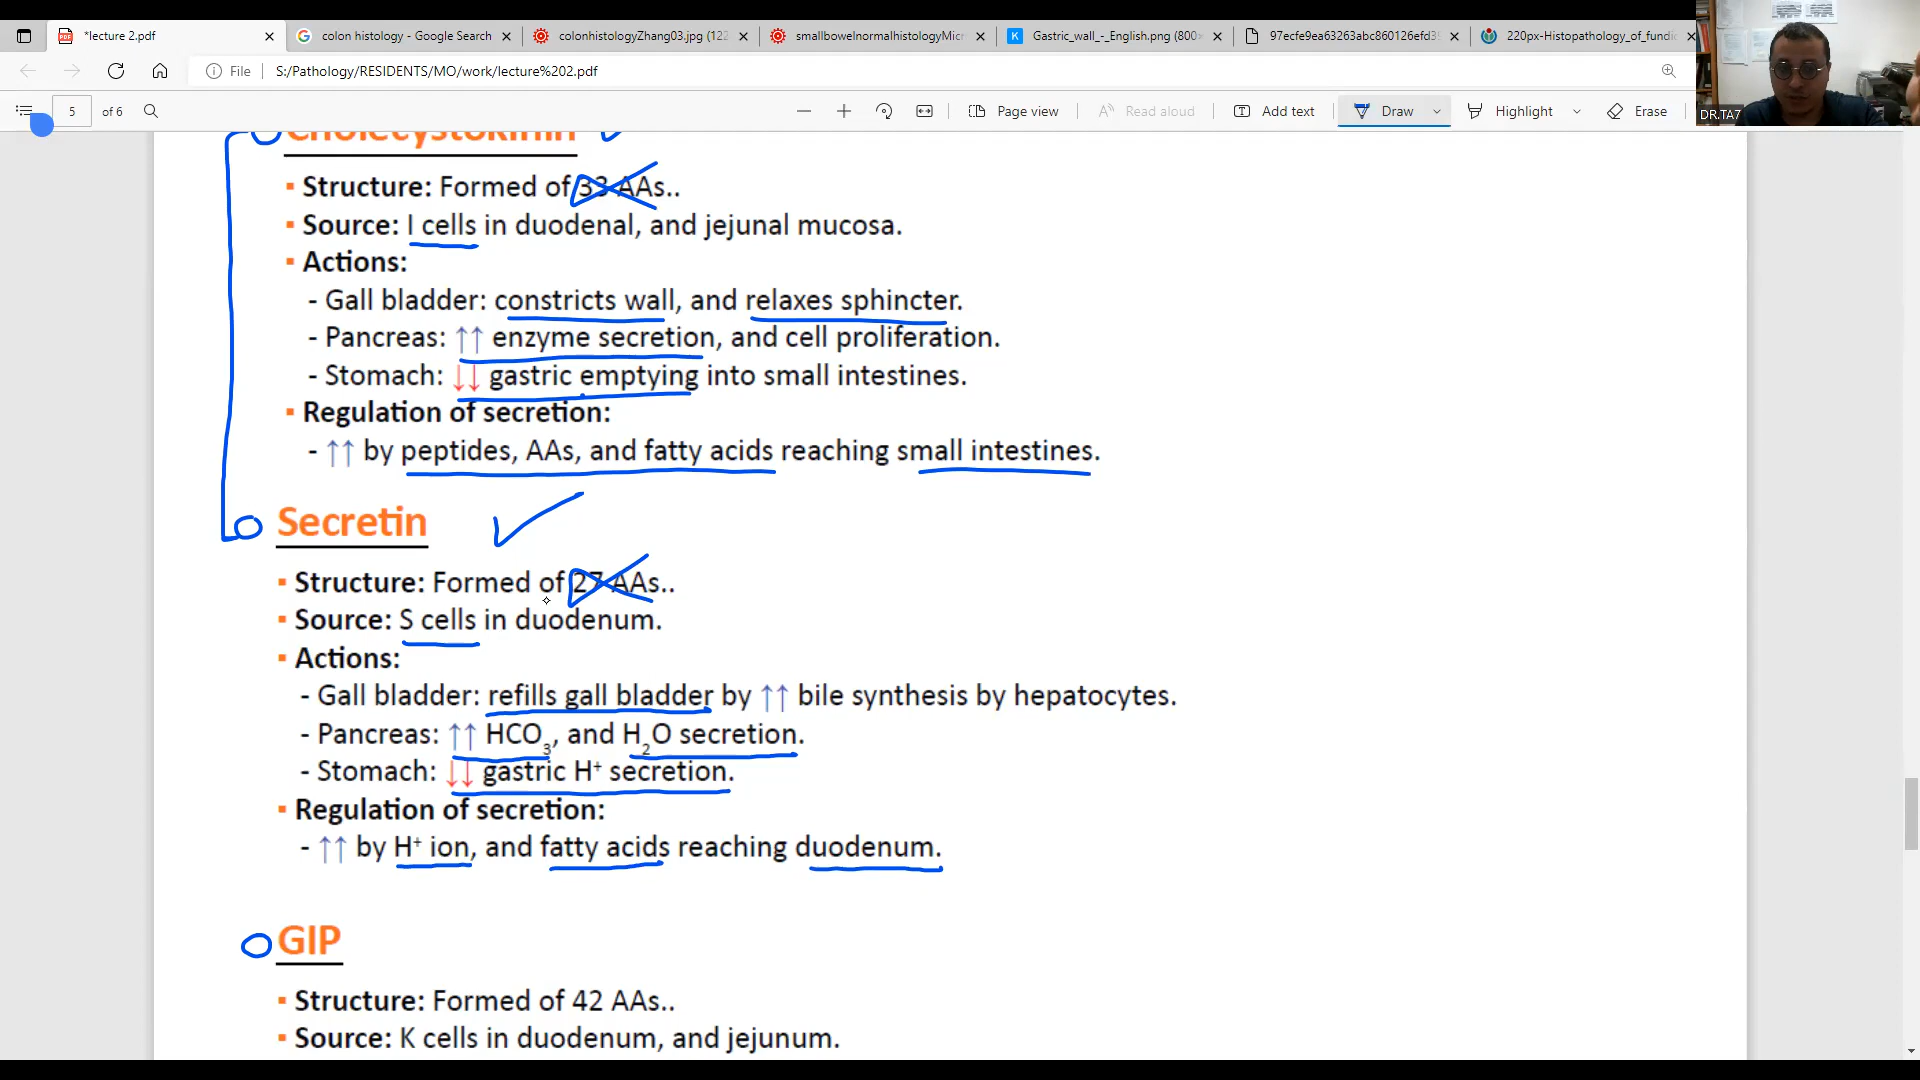 *lecture 2.pdf
colon histology - Google Search
colonhistologyZhang03.jpg (122
smallbowelnormalhistologyMicr
Gastric_wall_-_English.png (800×
97ecfe9ea63263abc860126efd3
220px-Histopathology_of_fundic
File
S:/Pathology/RESIDENTS/MO/work/lecture%202.pdf
5
of 6
Page view
Read aloud
Add text
Draw
Highlight
Erase
DR.TA7
Cholecystokinin
▪ Structure: Formed of 33 AAs..
▪ Source: I cells in duodenal, and jejunal mucosa.
▪ Actions:
- Gall bladder: constricts wall, and relaxes sphincter.
- Pancreas: ↑↑ enzyme secretion, and cell proliferation.
- Stomach: ↓↓ gastric emptying into small intestines.
▪ Regulation of secretion:
- ↑↑ by peptides, AAs, and fatty acids reaching small intestines.
Secretin
▪ Structure: Formed of 27 AAs..
▪ Source: S cells in duodenum.
▪ Actions:
- Gall bladder: refills gall bladder by ↑↑ bile synthesis by hepatocytes.
- Pancreas: ↑↑ HCO3, and H2O secretion.
- Stomach: ↓↓ gastric H+ secretion.
▪ Regulation of secretion:
- ↑↑ by H+ ion, and fatty acids reaching duodenum.
GIP
▪ Structure: Formed of 42 AAs..
▪ Source: K cells in duodenum, and jejunum.